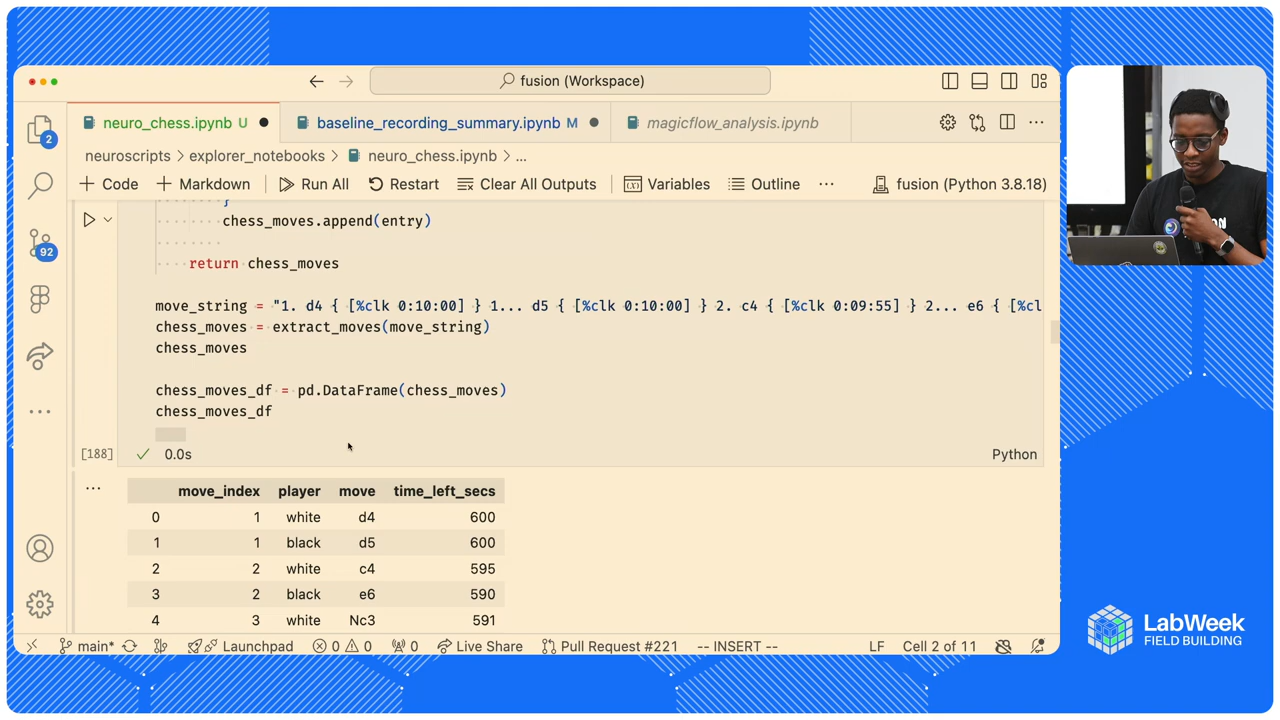 fusion (Workspace)
neuro_chess.ipynb U
baseline_recording_summary.ipynb M
magicflow_analysis.ipynb
2
neuroscripts > explorer_notebooks > neuro_chess.ipynb > ...
+ Code + Markdown Run All Restart Clear All Outputs Variables Outline ... fusion (Python 3.8.18)
}
chess_moves.append(entry)
92
return chess_moves
move_string = "1. d4 { [%clk 0:10:00] } 1... d5 { [%clk 0:10:00] } 2. c4 { [%clk 0:09:55] } 2... e6 { [%cl
chess_moves = extract_moves(move_string)
chess_moves
chess_moves_df = pd.DataFrame(chess_moves)
chess_moves_df
[188] 0.0s Python
move_index player move time_left_secs
0 1 white d4 600
1 1 black d5 600
2 2 white c4 595
3 2 black e6 590
4 3 white Nc3 591
main* Launchpad 0 0 0 Live Share Pull Request #221 -- INSERT -- LF Cell 2 of 11
LabWeek
FIELD BUILDING